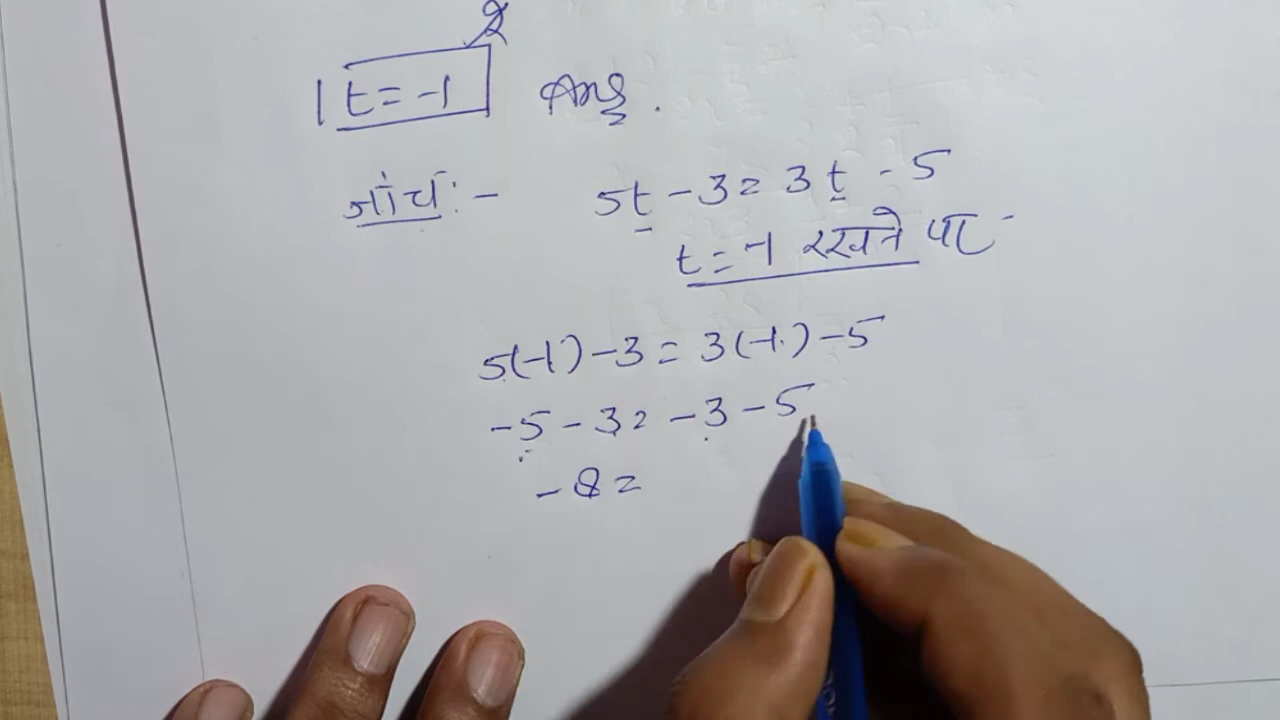 2
t = -1 Ans.
जांच :-  5t - 3 = 3t - 5
t = -1 रखने पर
5(-1) - 3 = 3(-1) - 5
-5 - 3 = -3 - 5
-8 =